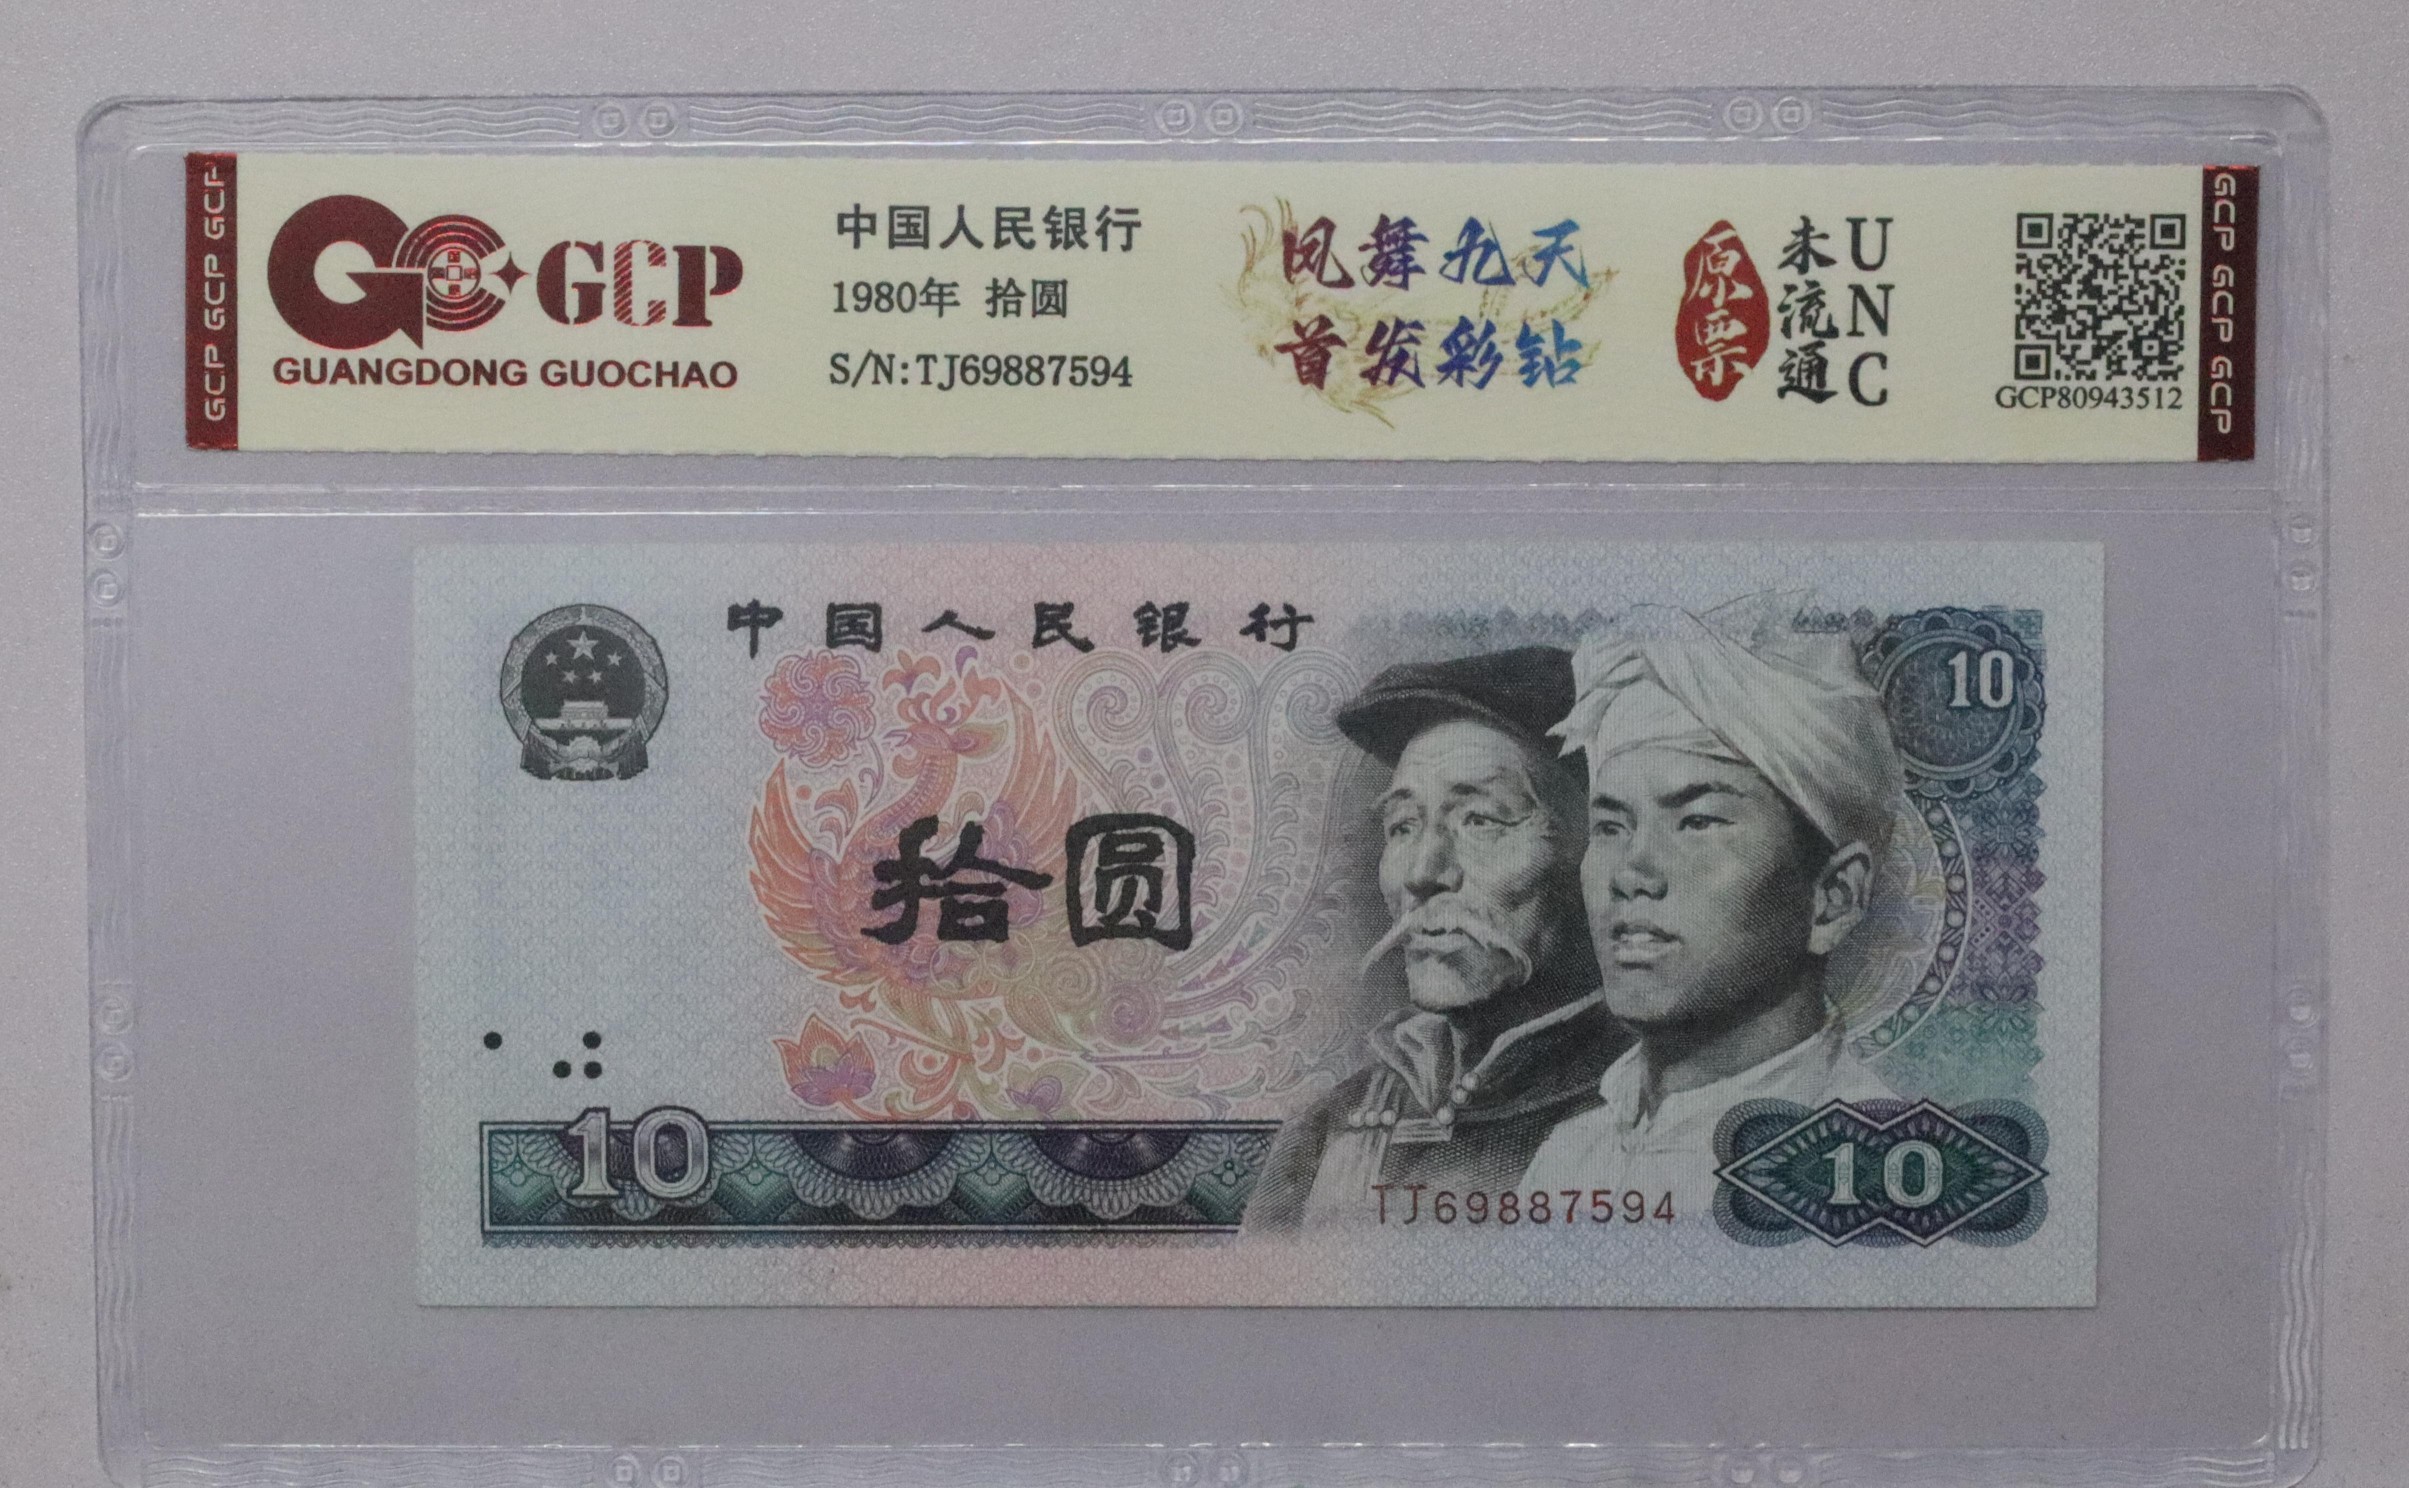 GCP GCP GCP
GCP
GUANGDONG GUOCHAO
中国人民银行
1980年 拾圆
S/N:TJ69887594
凤舞九天
首发彩钻
原票
未流通
UNC
GCP80943512
GCP GCP GCP
中国人民银行
10
拾圆
10
TJ69887594
10